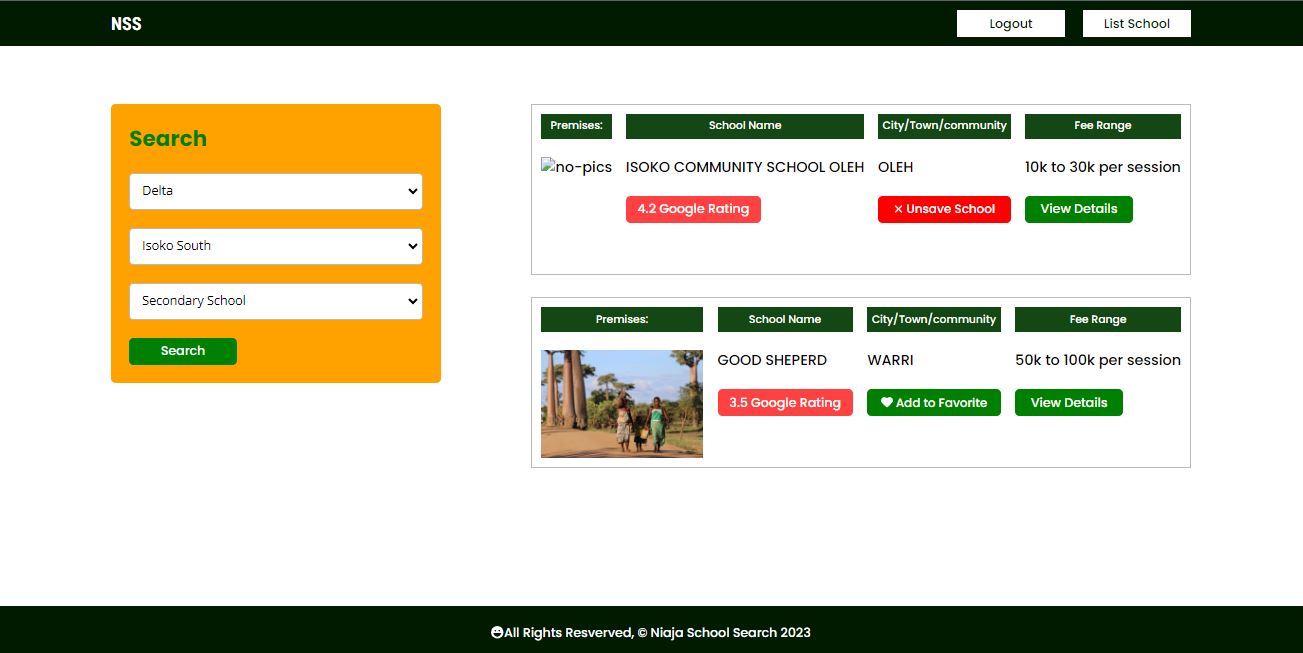 NSS
Logout
List School
Search
Delta
Isoko South
Secondary School
Search
Premises: School Name City/Town/community Fee Range
no-pics ISOKO COMMUNITY SCHOOL OLEH OLEH 10k to 30k per session
4.2 Google Rating × Unsave School View Details
Premises: School Name City/Town/community Fee Range
GOOD SHEPERD WARRI 50k to 100k per session
3.5 Google Rating Add to Favorite View Details
All Rights Resverved, © Niaja School Search 2023